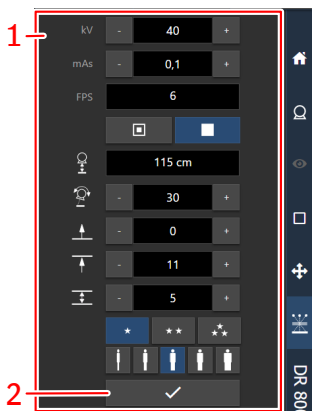 1
kV - 40 +
mAs - 0,1 +
FPS 6
115 cm
- 30 +
- 0 +
- 11 +
- 5 +
2
DR 80